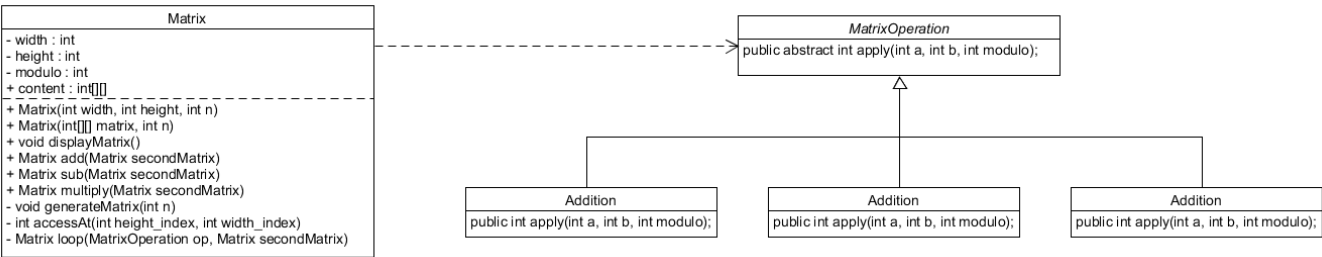 Matrix
- width : int
- height : int
- modulo : int
+ content : int[][]
+ Matrix(int width, int height, int n)
+ Matrix(int[][] matrix, int n)
+ void displayMatrix()
+ Matrix add(Matrix secondMatrix)
+ Matrix sub(Matrix secondMatrix)
+ Matrix multiply(Matrix secondMatrix)
- void generateMatrix(int n)
- int accessAt(int height_index, int width_index)
- Matrix loop(MatrixOperation op, Matrix secondMatrix)
MatrixOperation
public abstract int apply(int a, int b, int modulo);
Addition
public int apply(int a, int b, int modulo);
Addition
public int apply(int a, int b, int modulo);
Addition
public int apply(int a, int b, int modulo);